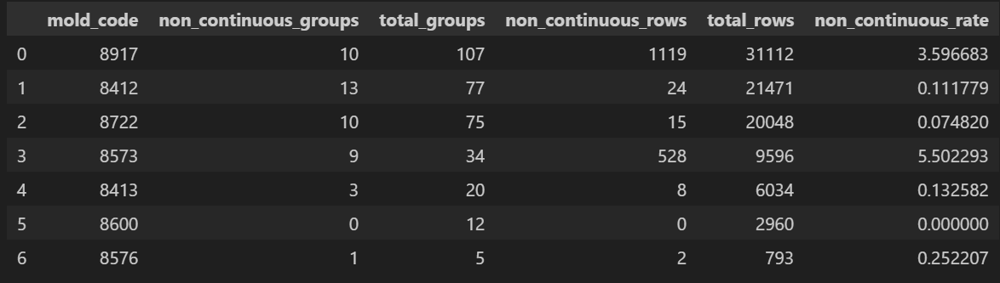 mold_code non_continuous_groups total_groups non_continuous_rows total_rows non_continuous_rate
0 8917 10 107 1119 31112 3.596683
1 8412 13 77 24 21471 0.111779
2 8722 10 75 15 20048 0.074820
3 8573 9 34 528 9596 5.502293
4 8413 3 20 8 6034 0.132582
5 8600 0 12 0 2960 0.000000
6 8576 1 5 2 793 0.252207